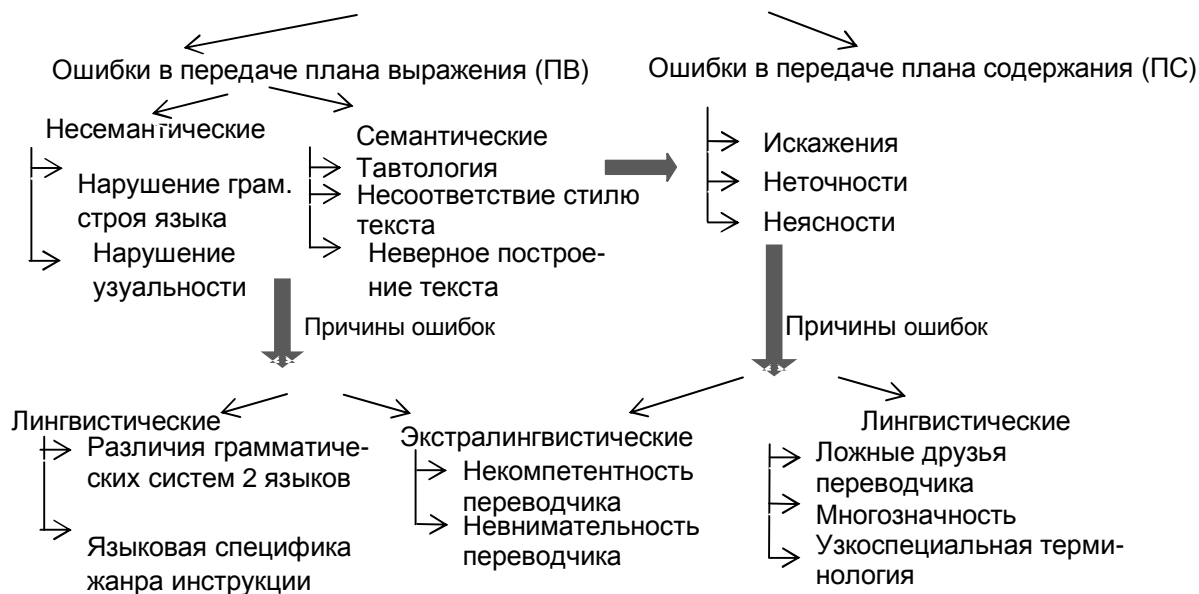 Ошибки в передаче плана выражения (ПВ)
Ошибки в передаче плана содержания (ПС)
Несемантические
Нарушение грам.
строя языка
Нарушение
узуальности
Семантические
Тавтология
Несоответствие стилю
текста
Неверное построе-
ние текста
Искажения
Неточности
Неясности
Причины ошибок
Причины ошибок
Лингвистические
Различия грамматиче-
ских систем 2 языков
Языковая специфика
жанра инструкции
Экстралингвистические
Некомпетентность
переводчика
Невнимательность
переводчика
Лингвистические
Ложные друзья
переводчика
Многозначность
Узкоспециальная терми-
нология